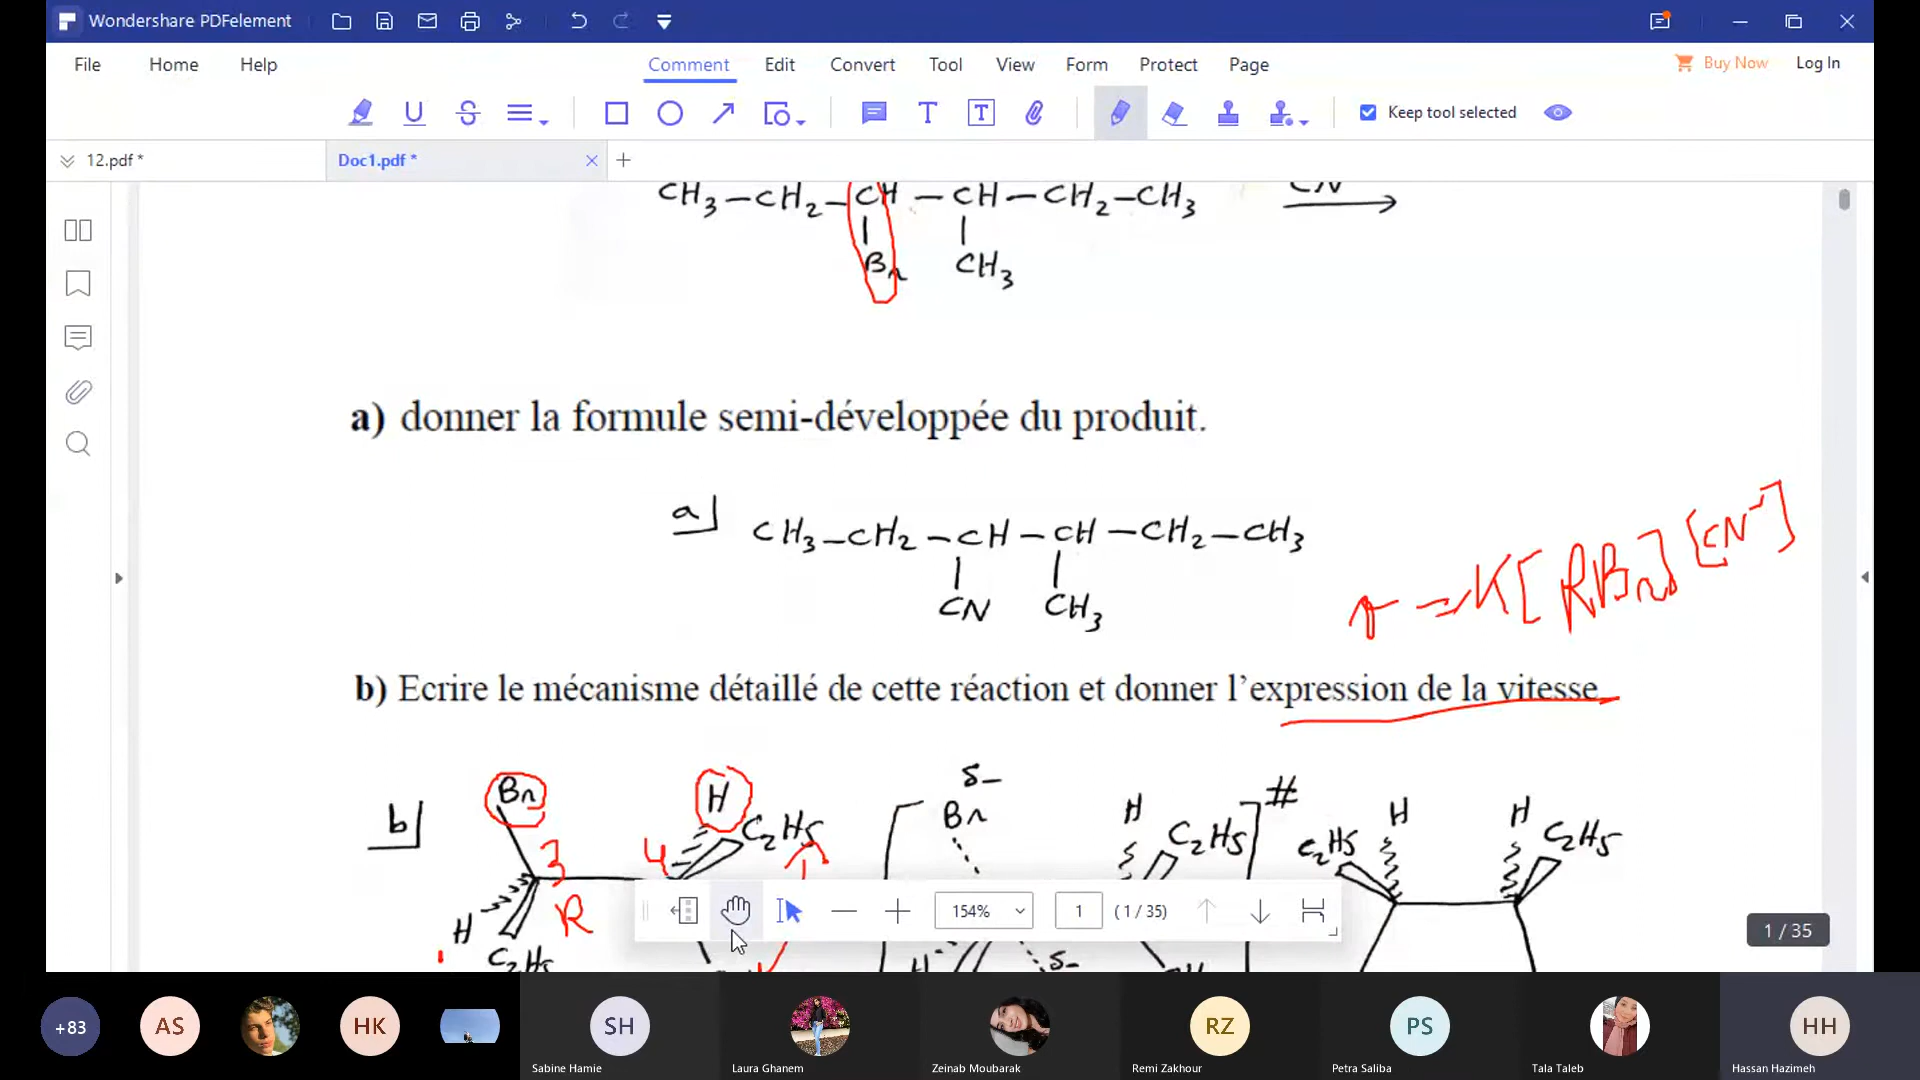 Wondershare PDFelement
File Home Help Comment Edit Convert Tool View Form Protect Page Buy Now Log In
Keep tool selected
12.pdf * Doc1.pdf *
CH3–CH2–CH–CH–CH2–CH3 CN
Br CH3
a) donner la formule semi-développée du produit.
a] CH3–CH2–CH–CH–CH2–CH3
CN CH3
r = K[RBr][CN-]
b) Ecrire le mécanisme détaillé de cette réaction et donner l'expression de la vitesse
b] Br H C2H5 δ– Br H C2H5 # C2H5 H H C2H5
3 4
H R C2H5 H δ–
154% 1 (1 / 35)
1 / 35
+83 AS HK SH RZ PS HH
Sabine Hamie Laura Ghanem Zeinab Moubarak Remi Zakhour Petra Saliba Tala Taleb Hassan Hazimeh